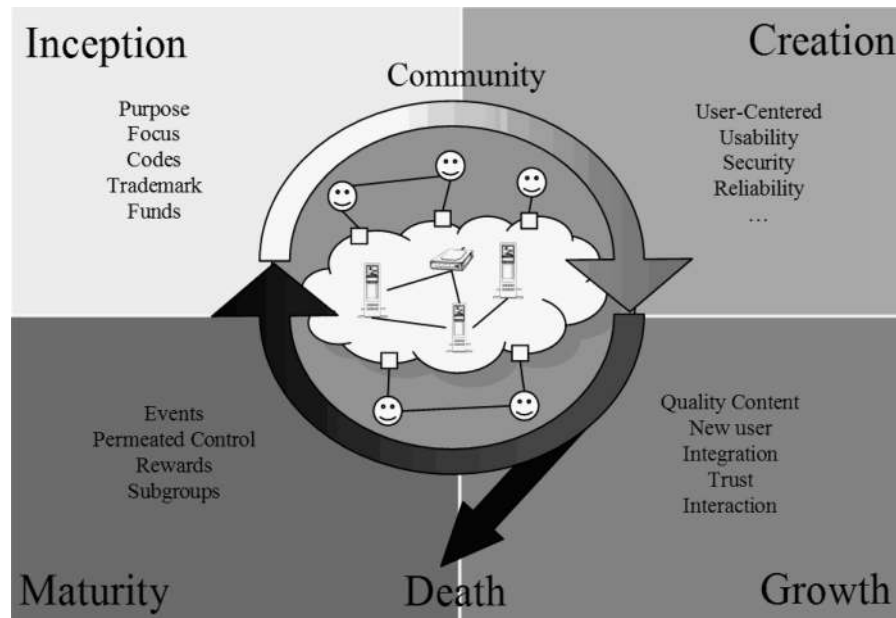 Inception
Creation
Community
Purpose
Focus
Codes
Trademark
Funds
User-Centered
Usability
Security
Reliability
…
Events
Permeated Control
Rewards
Subgroups
Quality Content
New user
Integration
Trust
Interaction
Maturity
Death
Growth